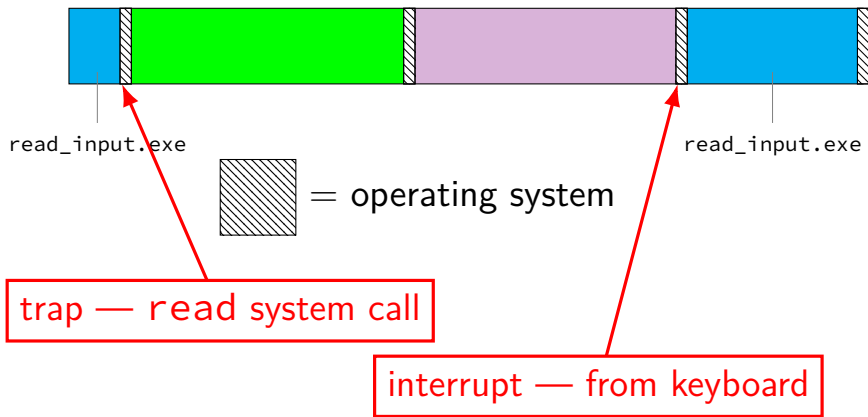 read_input.exe
read_input.exe
= operating system
trap — read system call
interrupt — from keyboard